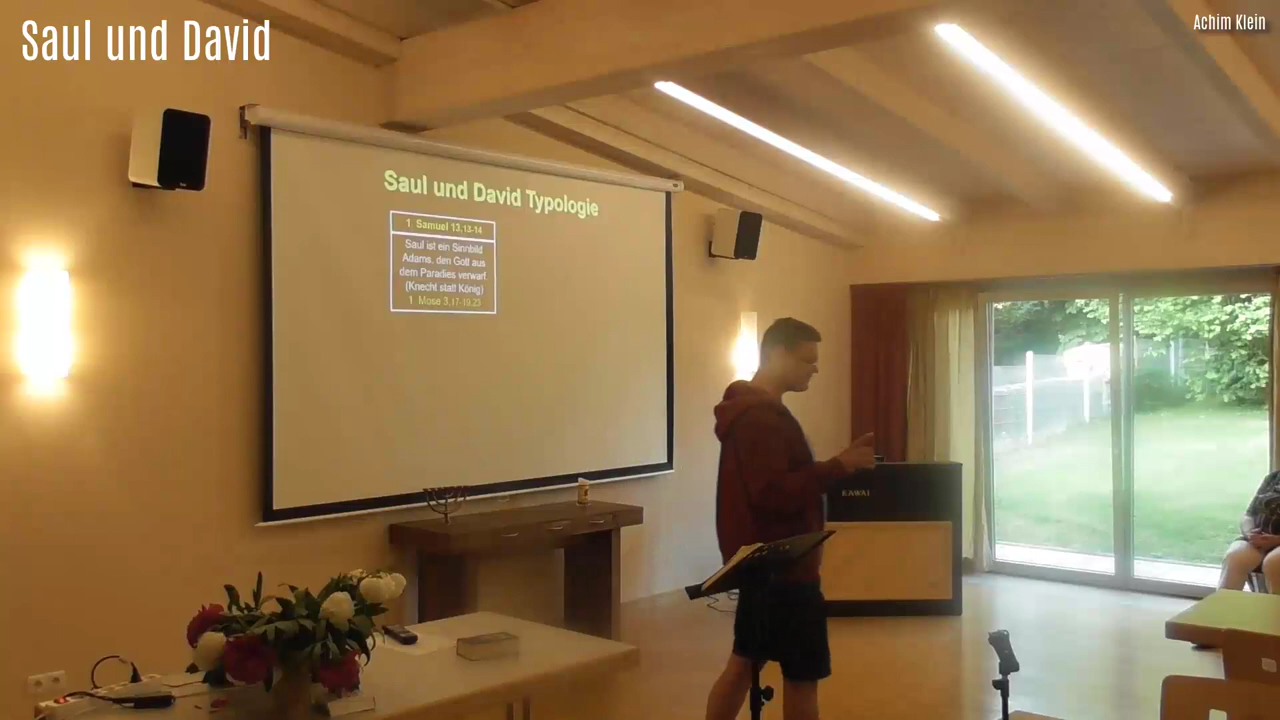 Saul und David
Achim Klein
Saul und David Typologie
1. Samuel 13,13-14
Saul ist ein Sinnbild
Adams, den Gott aus
dem Paradies verwarf.
(Knecht statt König)
1. Mose 3,17-19.23
KAWAI